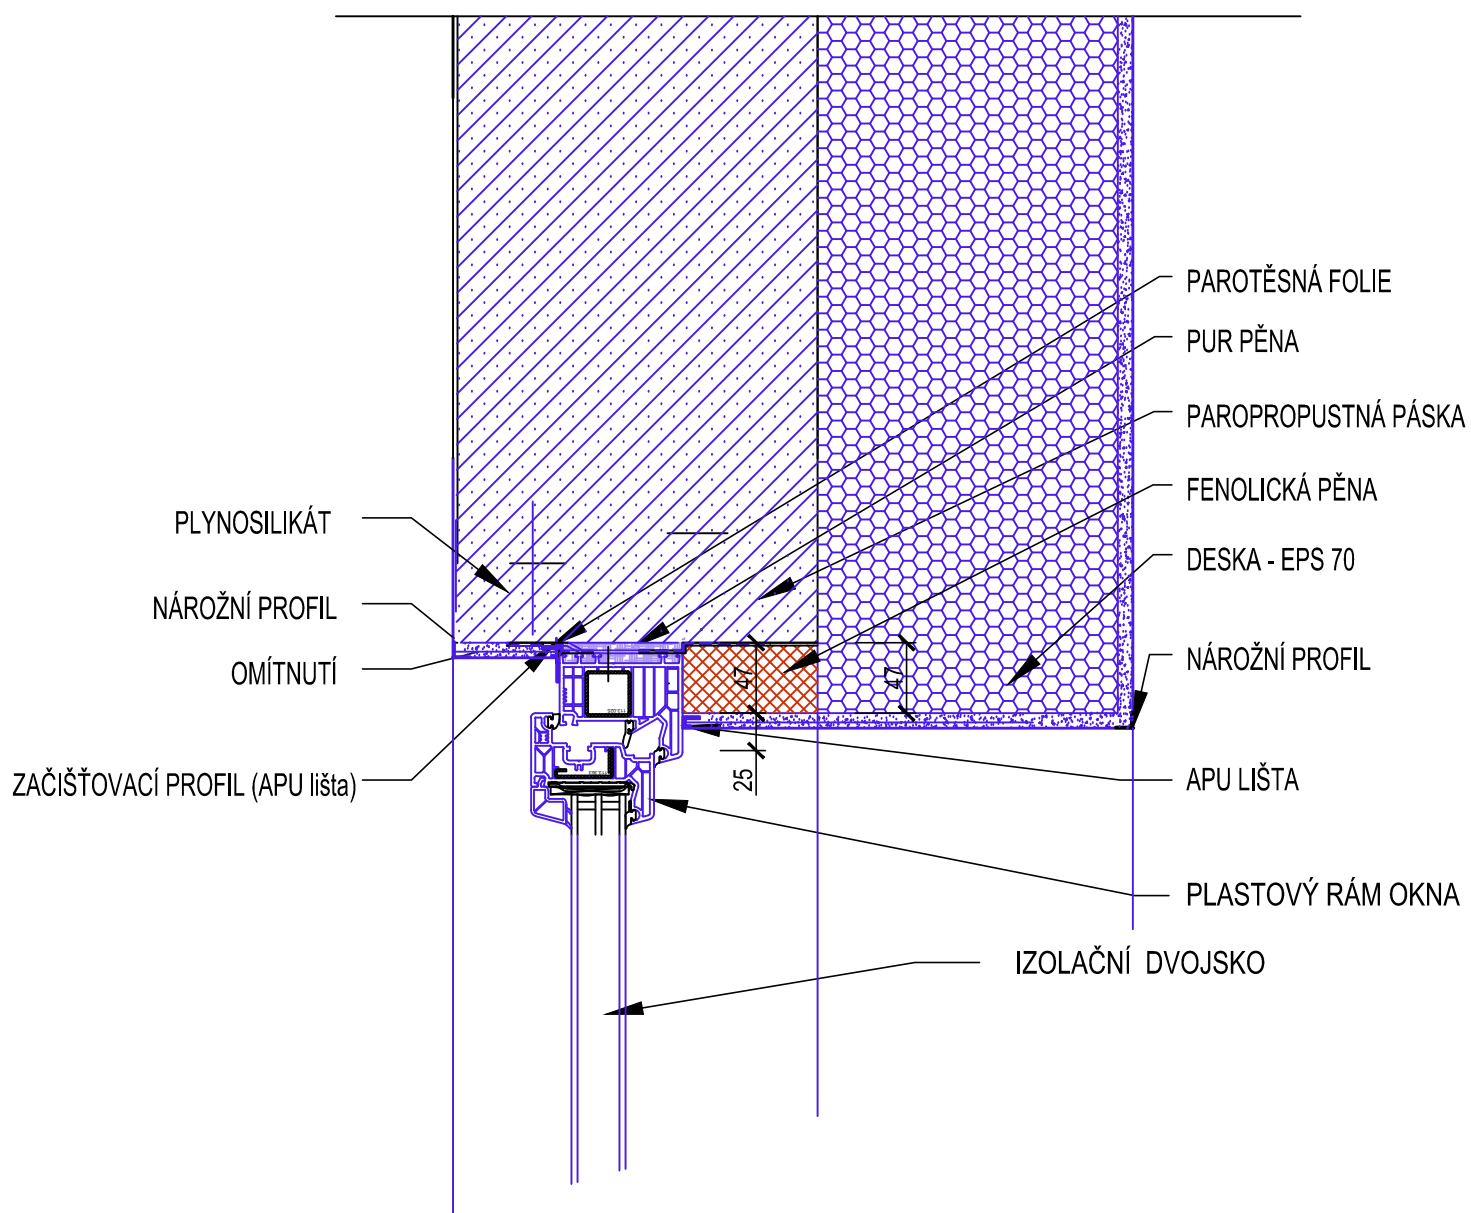 PAROTĚSNÁ FOLIE
PUR PĚNA
PAROPROPUSTNÁ PÁSKA
FENOLICKÁ PĚNA
PLYNOSILIKÁT
DESKA - EPS 70
NÁROŽNÍ PROFIL
NÁROŽNÍ PROFIL
OMÍTNUTÍ
47
47
25
ZAČIŠŤOVACÍ PROFIL (APU lišta)
APU LIŠTA
PLASTOVÝ RÁM OKNA
IZOLAČNÍ DVOJSKO